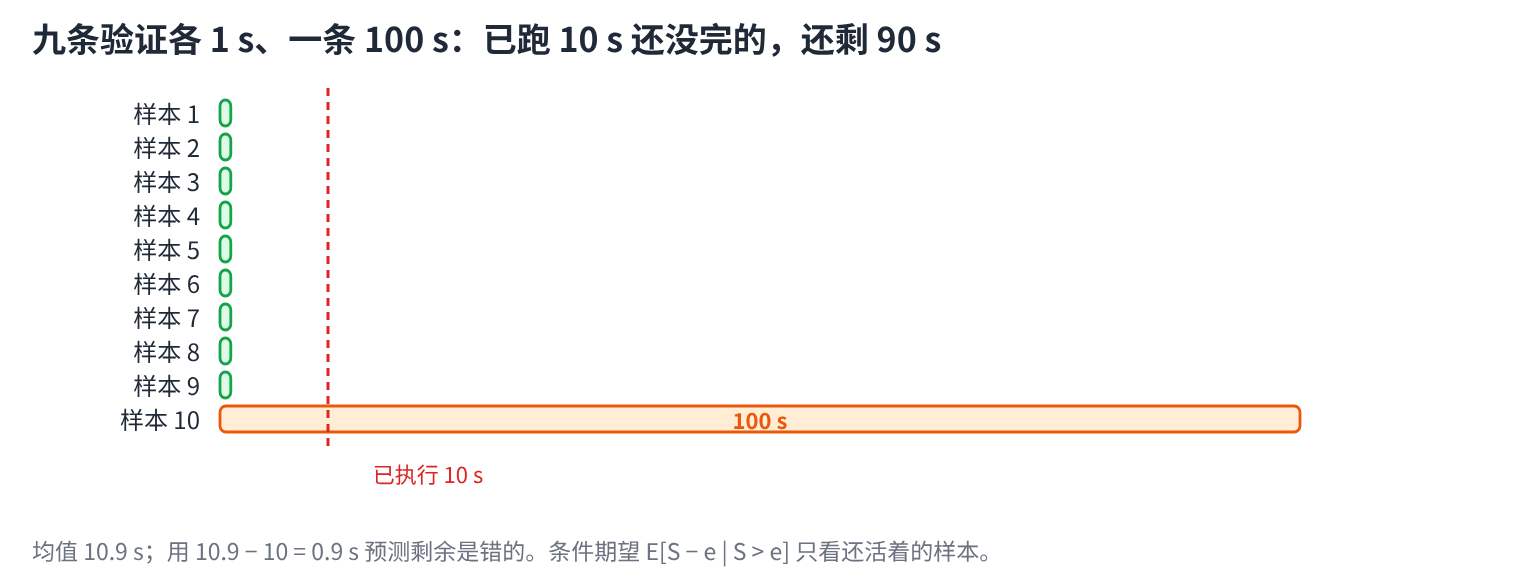 九条验证各 1 s、一条 100 s：已跑 10 s 还没完的，还剩 90 s
样本 1
样本 2
样本 3
样本 4
样本 5
样本 6
样本 7
样本 8
样本 9
样本 10
100 s
已执行 10 s
均值 10.9 s；用 10.9 − 10 = 0.9 s 预测剩余是错的。条件期望 E[S − e | S > e] 只看还活着的样本。